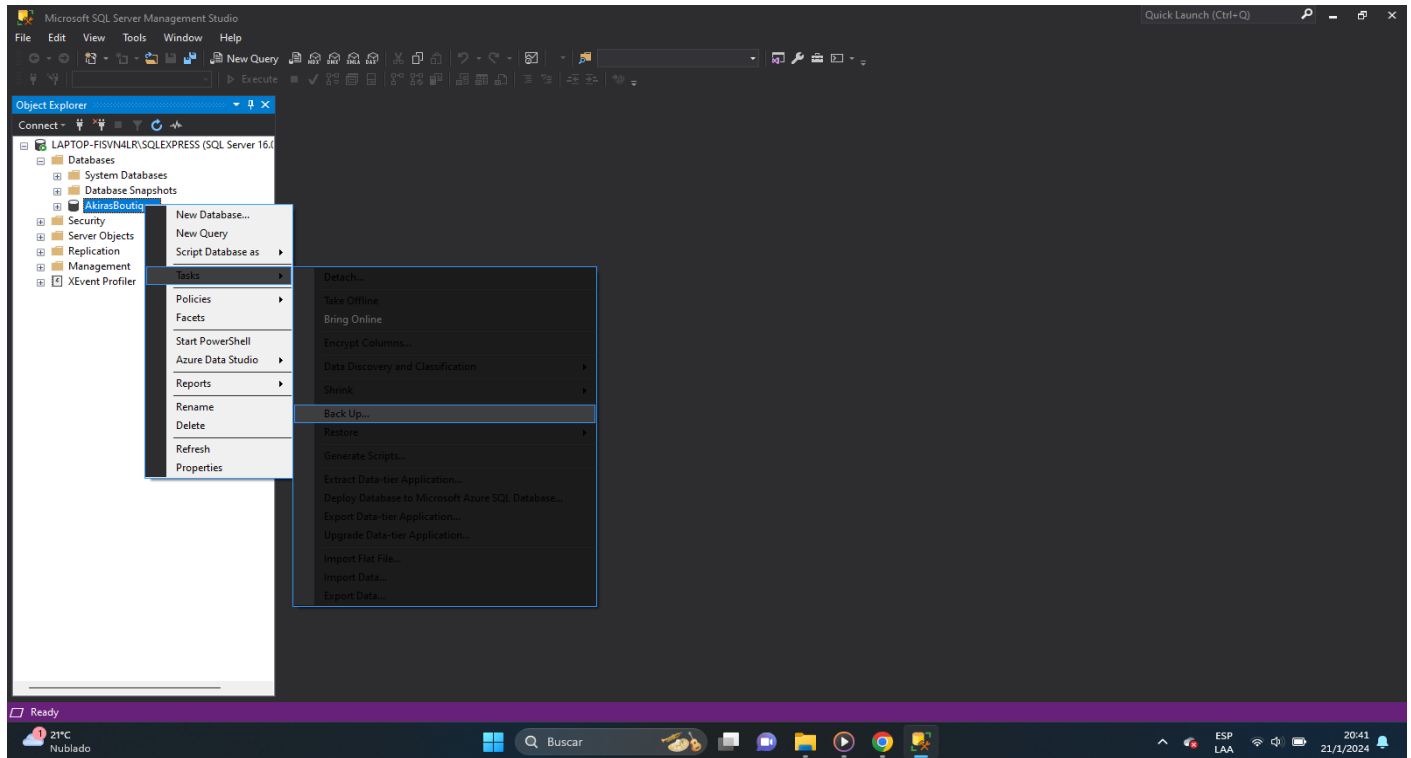 Microsoft SQL Server Management Studio
Quick Launch (Ctrl+Q)
File Edit View Tools Window Help
New Query
MDX DMX XMLA DAX
Execute
Object Explorer
Connect
LAPTOP-FISVN4LR\SQLEXPRESS (SQL Server 16.0
Databases
System Databases
Database Snapshots
AkirasBoutiq
Security
Server Objects
Replication
Management
XEvent Profiler
New Database...
New Query
Script Database as
Tasks
Policies
Facets
Start PowerShell
Azure Data Studio
Reports
Rename
Delete
Refresh
Properties
Detach...
Take Offline
Bring Online
Encrypt Columns...
Data Discovery and Classification
Shrink
Back Up...
Restore
Generate Scripts...
Extract Data-tier Application...
Deploy Database to Microsoft Azure SQL Database...
Export Data-tier Application...
Upgrade Data-tier Application...
Import Flat File...
Import Data...
Export Data...
Ready
1
21°C
Nublado
Buscar
ESP
LAA
20:41
21/1/2024